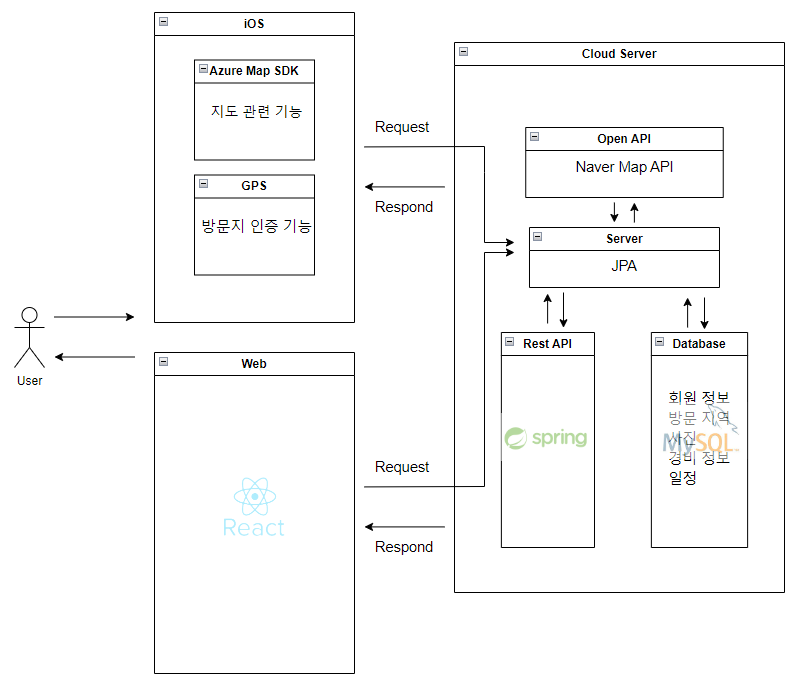 iOS
Azure Map SDK
지도 관련 기능
GPS
방문지 인증 기능
Request
Respond
Cloud Server
Open API
Naver Map API
Server
JPA
Rest API
spring
Database
회원 정보
방문 지역
사진
경비 정보
일정
MySQL
User
Web
React
Request
Respond